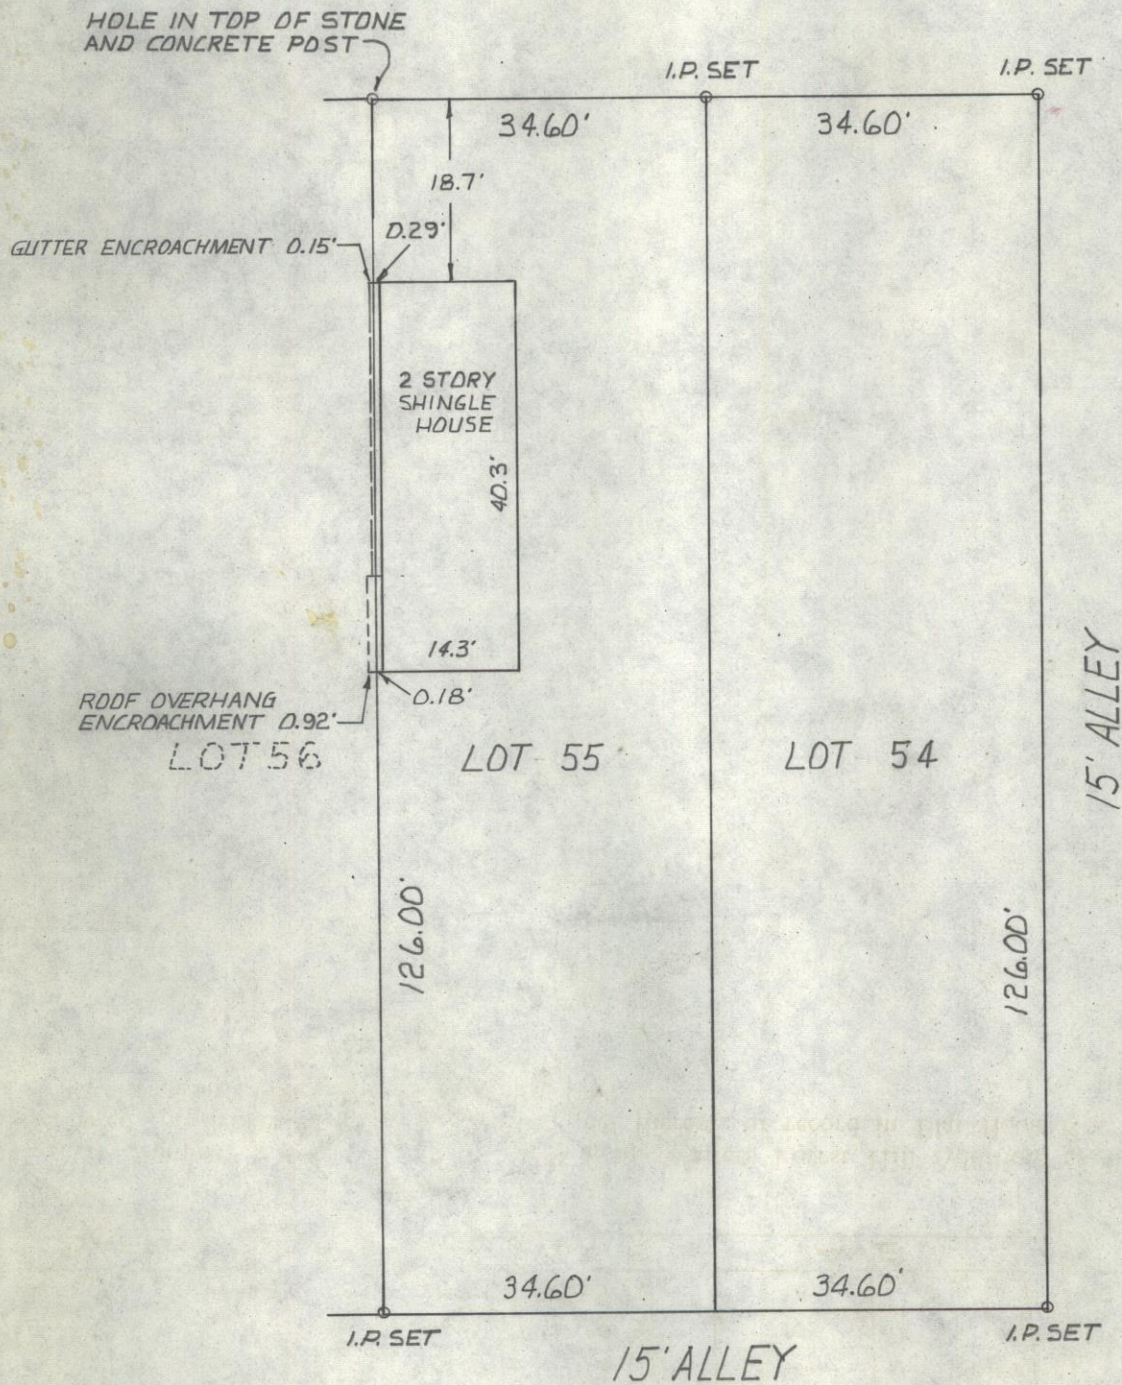 HOLE IN TOP OF STONE
AND CONCRETE POST
I.P. SET
I.P. SET
34.60'
34.60'
18.7'
0.29'
GUTTER ENCROACHMENT 0.15'
2 STORY
SHINGLE
HOUSE
40.3'
14.3'
0.18'
ROOF OVERHANG
ENCROACHMENT 0.92'
LOT 56
LOT 55
LOT 54
15' ALLEY
126.00'
126.00'
34.60'
34.60'
I.P. SET
I.P. SET
15' ALLEY